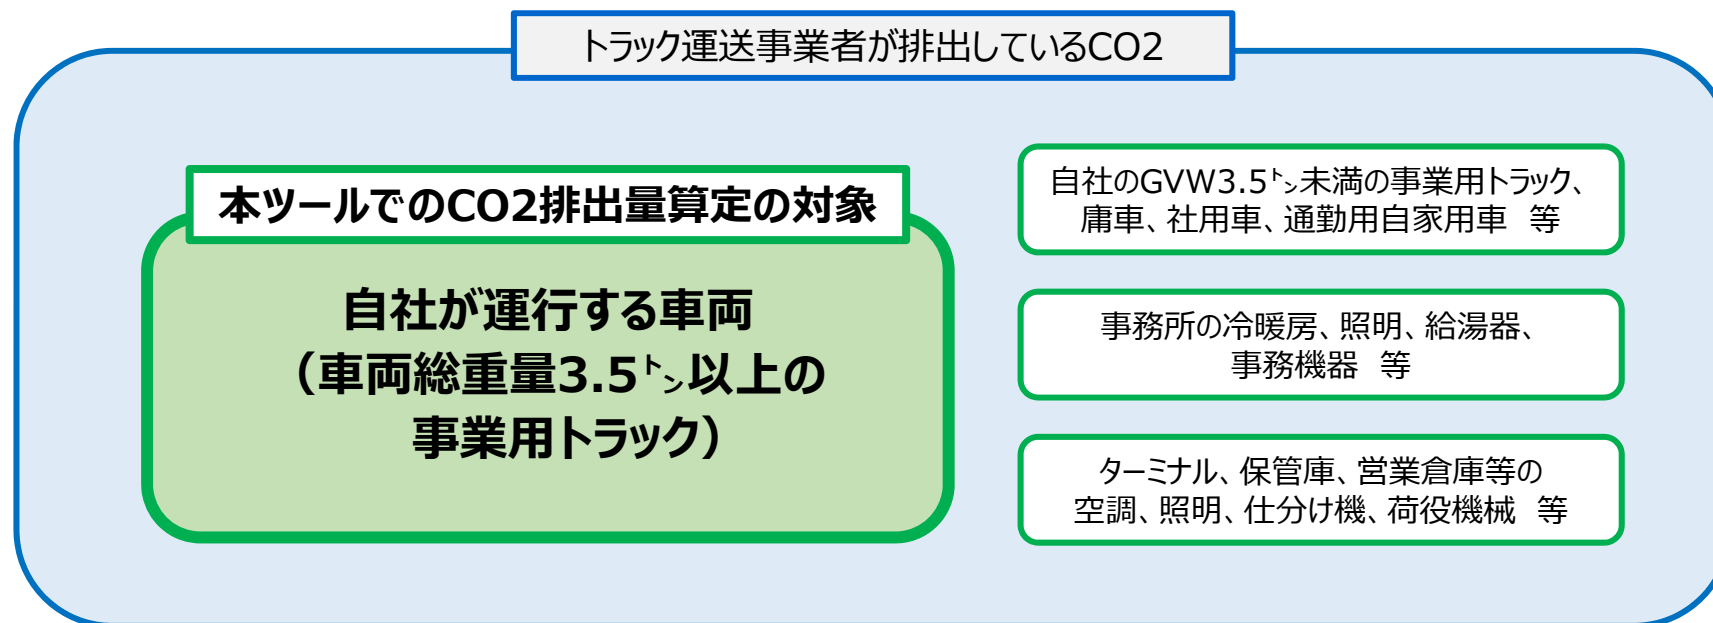 トラック運送事業者が排出しているCO2
本ツールでのCO2排出量算定の対象
自社が運行する車両
（車両総重量3.5㌧以上の
事業用トラック）
自社のGVW3.5㌧未満の事業用トラック、
庸車、社用車、通勤用自家用車　等
事務所の冷暖房、照明、給湯器、
事務機器　等
ターミナル、保管庫、営業倉庫等の
空調、照明、仕分け機、荷役機械　等